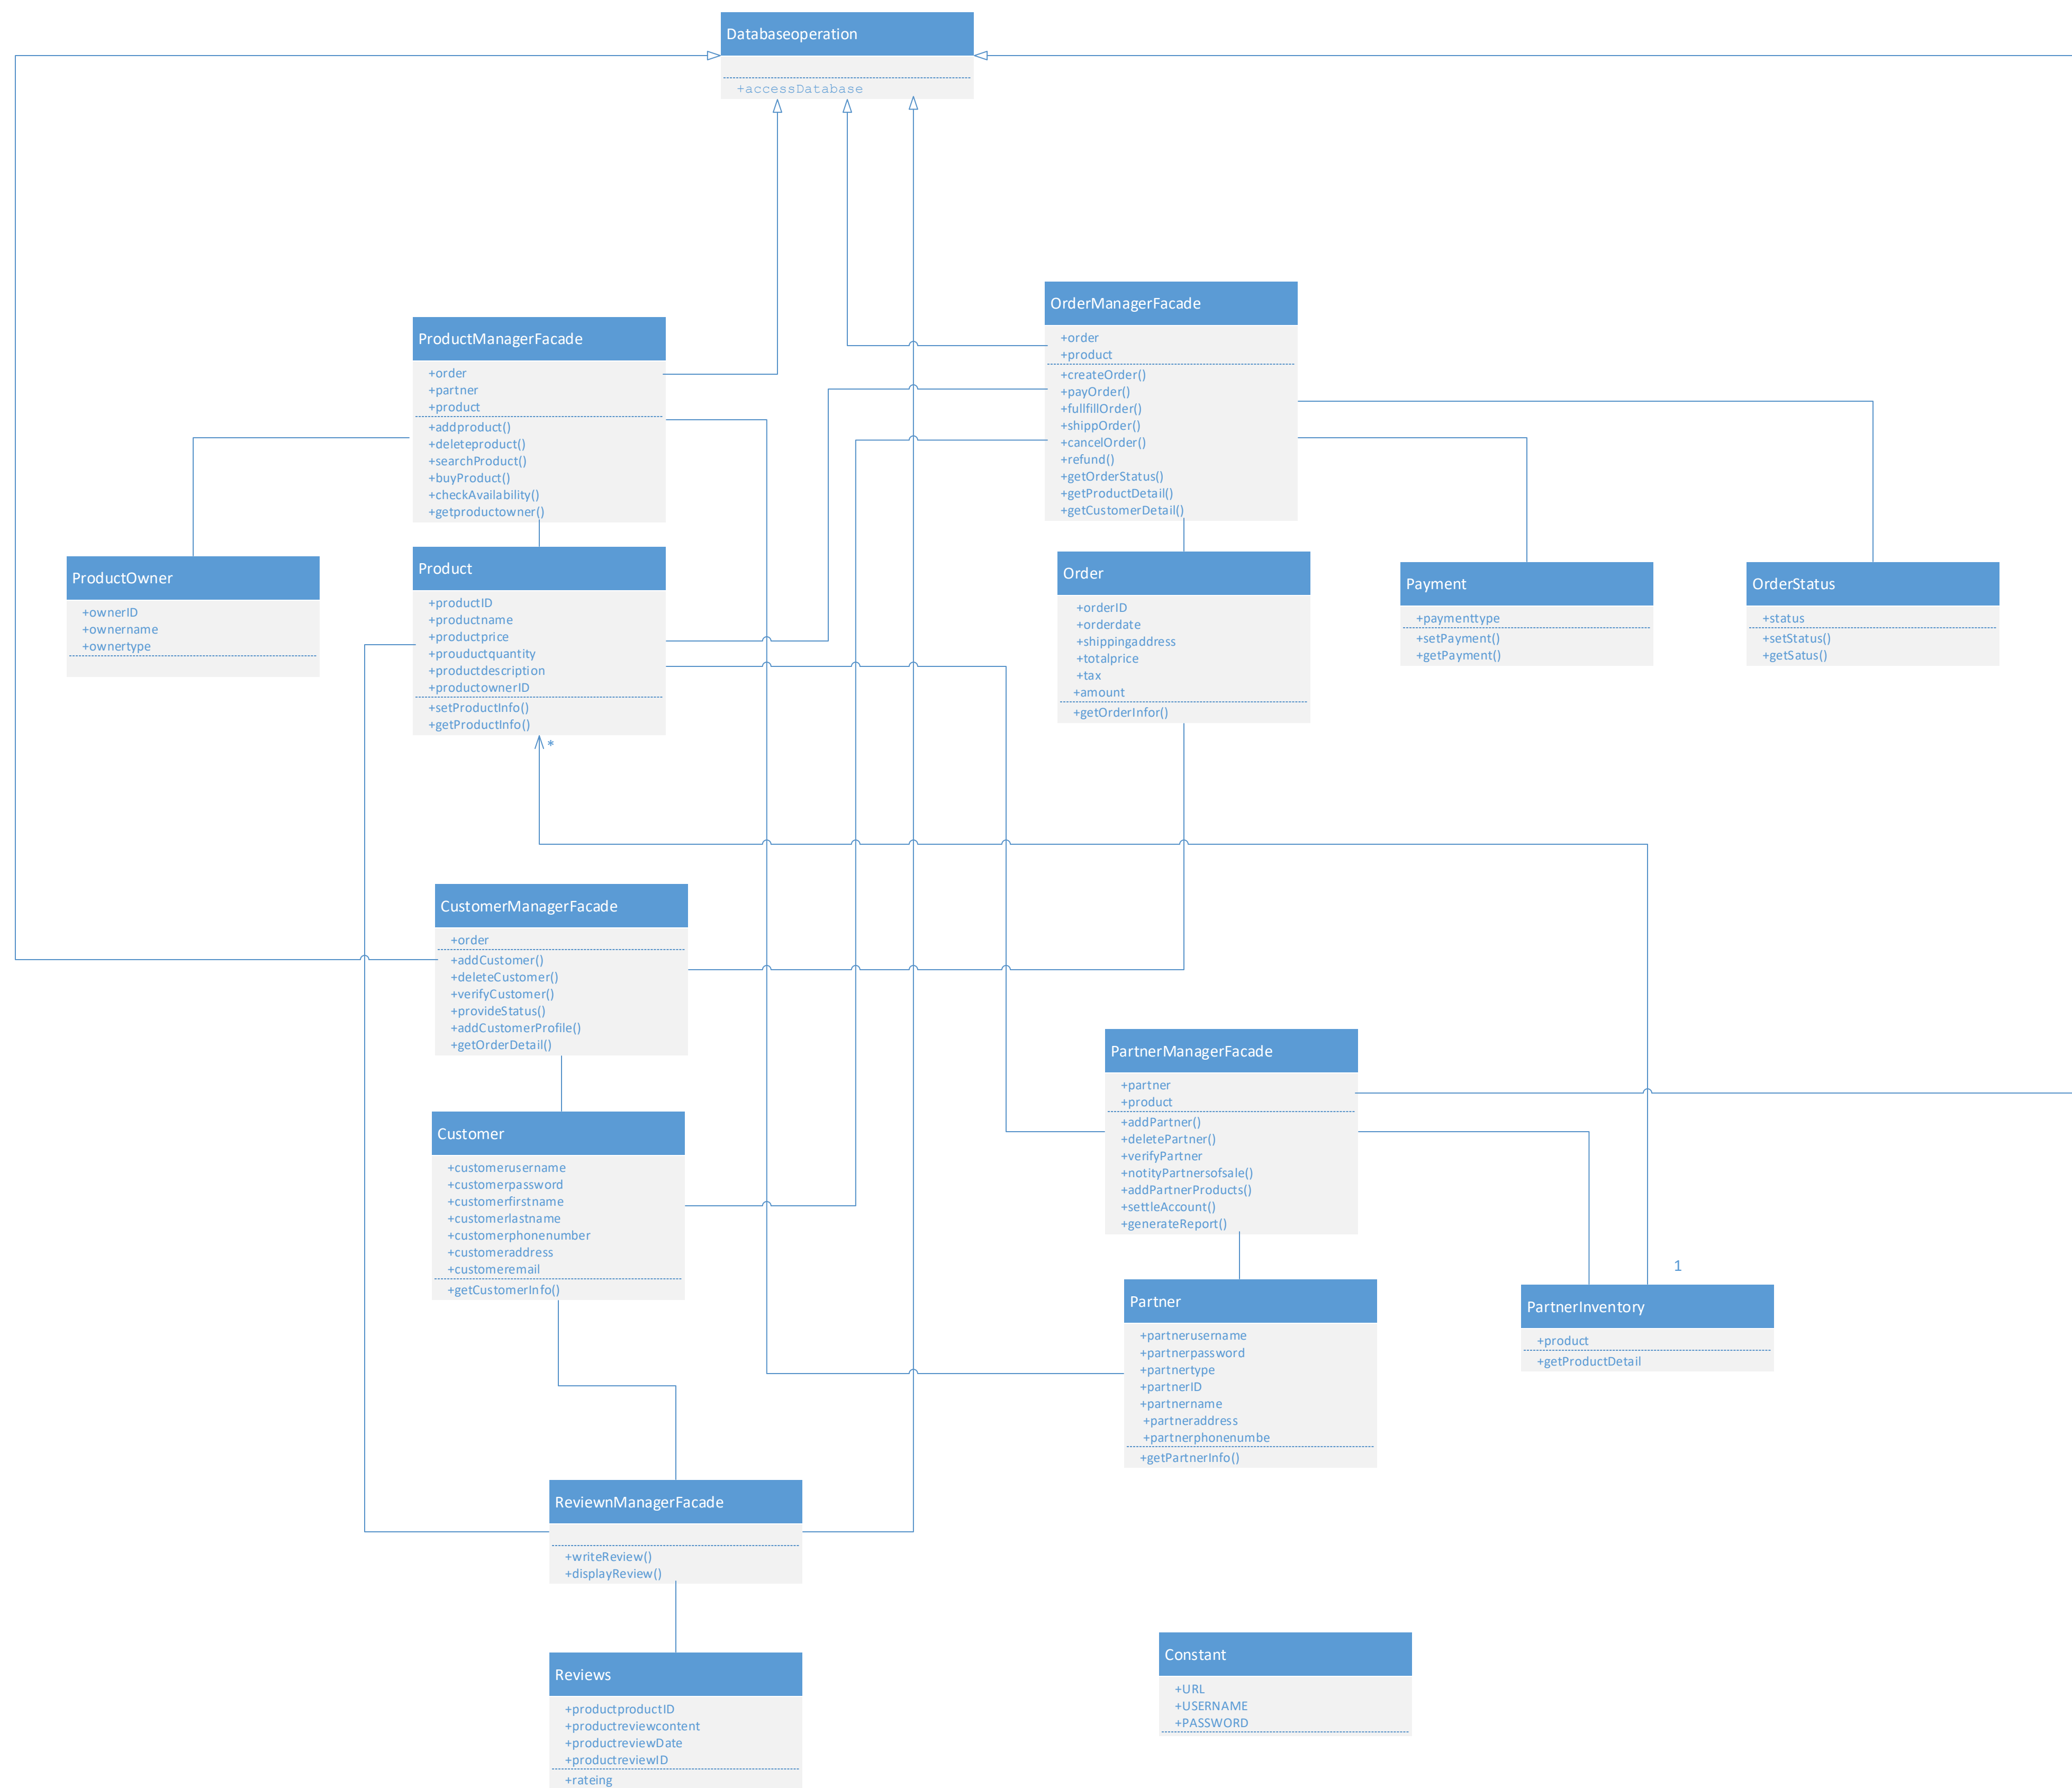 Databaseoperation
+accessDatabase
OrderManagerFacade
+order
+product
+createOrder()
+payOrder()
+fullfillOrder()
+shippOrder()
+cancelOrder()
+refund()
+getOrderStatus()
+getProductDetail()
+getCustomerDetail()
ProductManagerFacade
+order
+partner
+product
+addproduct()
+deleteproduct()
+searchProduct()
+buyProduct()
+checkAvailability()
+getproductowner()
ProductOwner
+ownerID
+ownername
+ownertype
Product
+productID
+productname
+productprice
+prouductquantity
+productdescription
+productownerID
+setProductInfo()
+getProductInfo()
*
Order
+orderID
+orderdate
+shippingaddress
+totalprice
+tax
+amount
+getOrderInfor()
Payment
+paymenttype
+setPayment()
+getPayment()
OrderStatus
+status
+setStatus()
+getSatus()
CustomerManagerFacade
+order
+addCustomer()
+deleteCustomer()
+verifyCustomer()
+provideStatus()
+addCustomerProfile()
+getOrderDetail()
PartnerManagerFacade
+partner
+product
+addPartner()
+deletePartner()
+verifyPartner
+notityPartnersofsale()
+addPartnerProducts()
+settleAccount()
+generateReport()
Customer
+customerusername
+customerpassword
+customerfirstname
+customerlastname
+customerphonenumber
+customeraddress
+customeremail
+getCustomerInfo()
1
Partner
+partnerusername
+partnerpassword
+partnertype
+partnerID
+partnername
+partneraddress
+partnerphonenumbe
+getPartnerInfo()
PartnerInventory
+product
+getProductDetail
ReviewnManagerFacade
+writeReview()
+displayReview()
Reviews
+productproductID
+productreviewcontent
+productreviewDate
+productreviewID
+rateing
Constant
+URL
+USERNAME
+PASSWORD